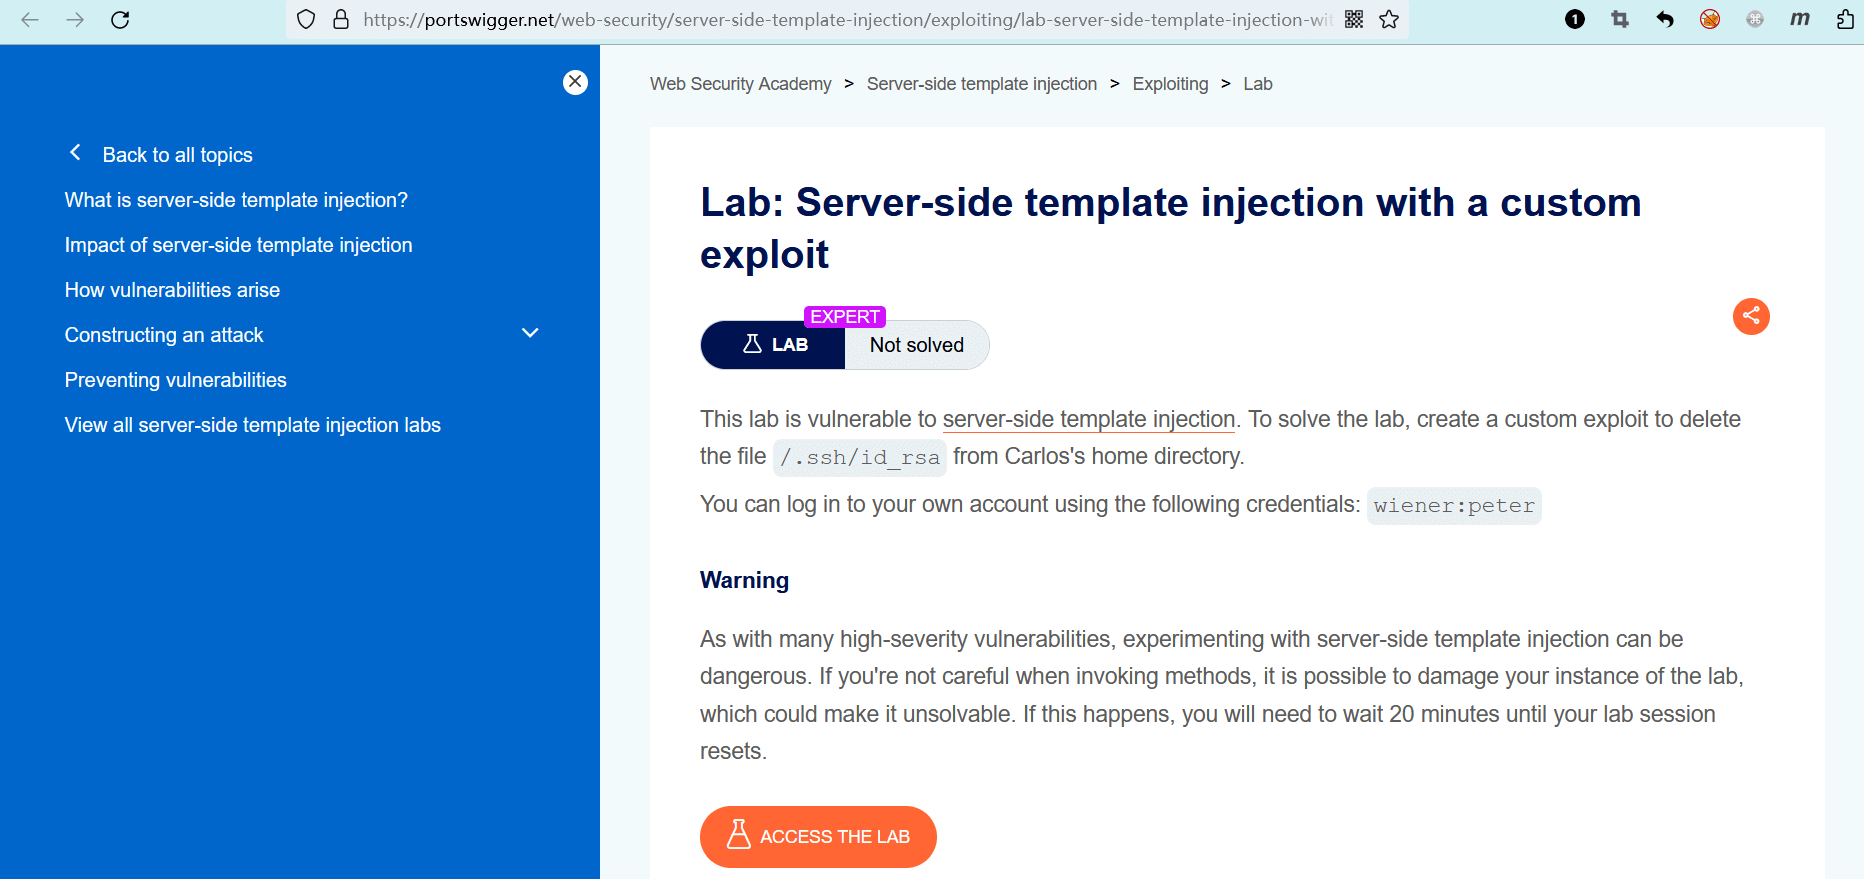 https://portswigger.net/web-security/server-side-template-injection/exploiting/lab-server-side-template-injection-wit
1
m
Web Security Academy > Server-side template injection > Exploiting > Lab
Back to all topics
What is server-side template injection?
Impact of server-side template injection
How vulnerabilities arise
Constructing an attack
Preventing vulnerabilities
View all server-side template injection labs
Lab: Server-side template injection with a custom
exploit
EXPERT
LAB
Not solved
This lab is vulnerable to server-side template injection. To solve the lab, create a custom exploit to delete
the file /.ssh/id_rsa from Carlos's home directory.
You can log in to your own account using the following credentials: wiener:peter
Warning
As with many high-severity vulnerabilities, experimenting with server-side template injection can be
dangerous. If you're not careful when invoking methods, it is possible to damage your instance of the lab,
which could make it unsolvable. If this happens, you will need to wait 20 minutes until your lab session
resets.
ACCESS THE LAB